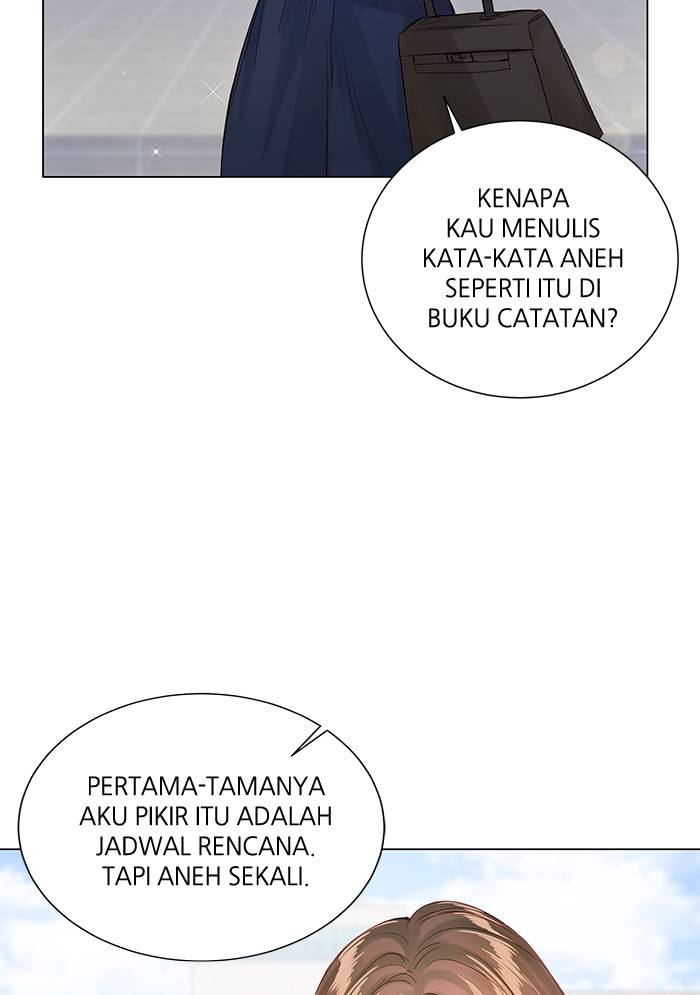 KENAPA
KAU MENULIS
KATA-KATA ANEH
SEPERTI ITU DI
BUKU CATATAN?
PERTAMA-TAMANYA
AKU PIKIR ITU ADALAH
JADWAL RENCANA.
TAPI ANEH SEKALI.